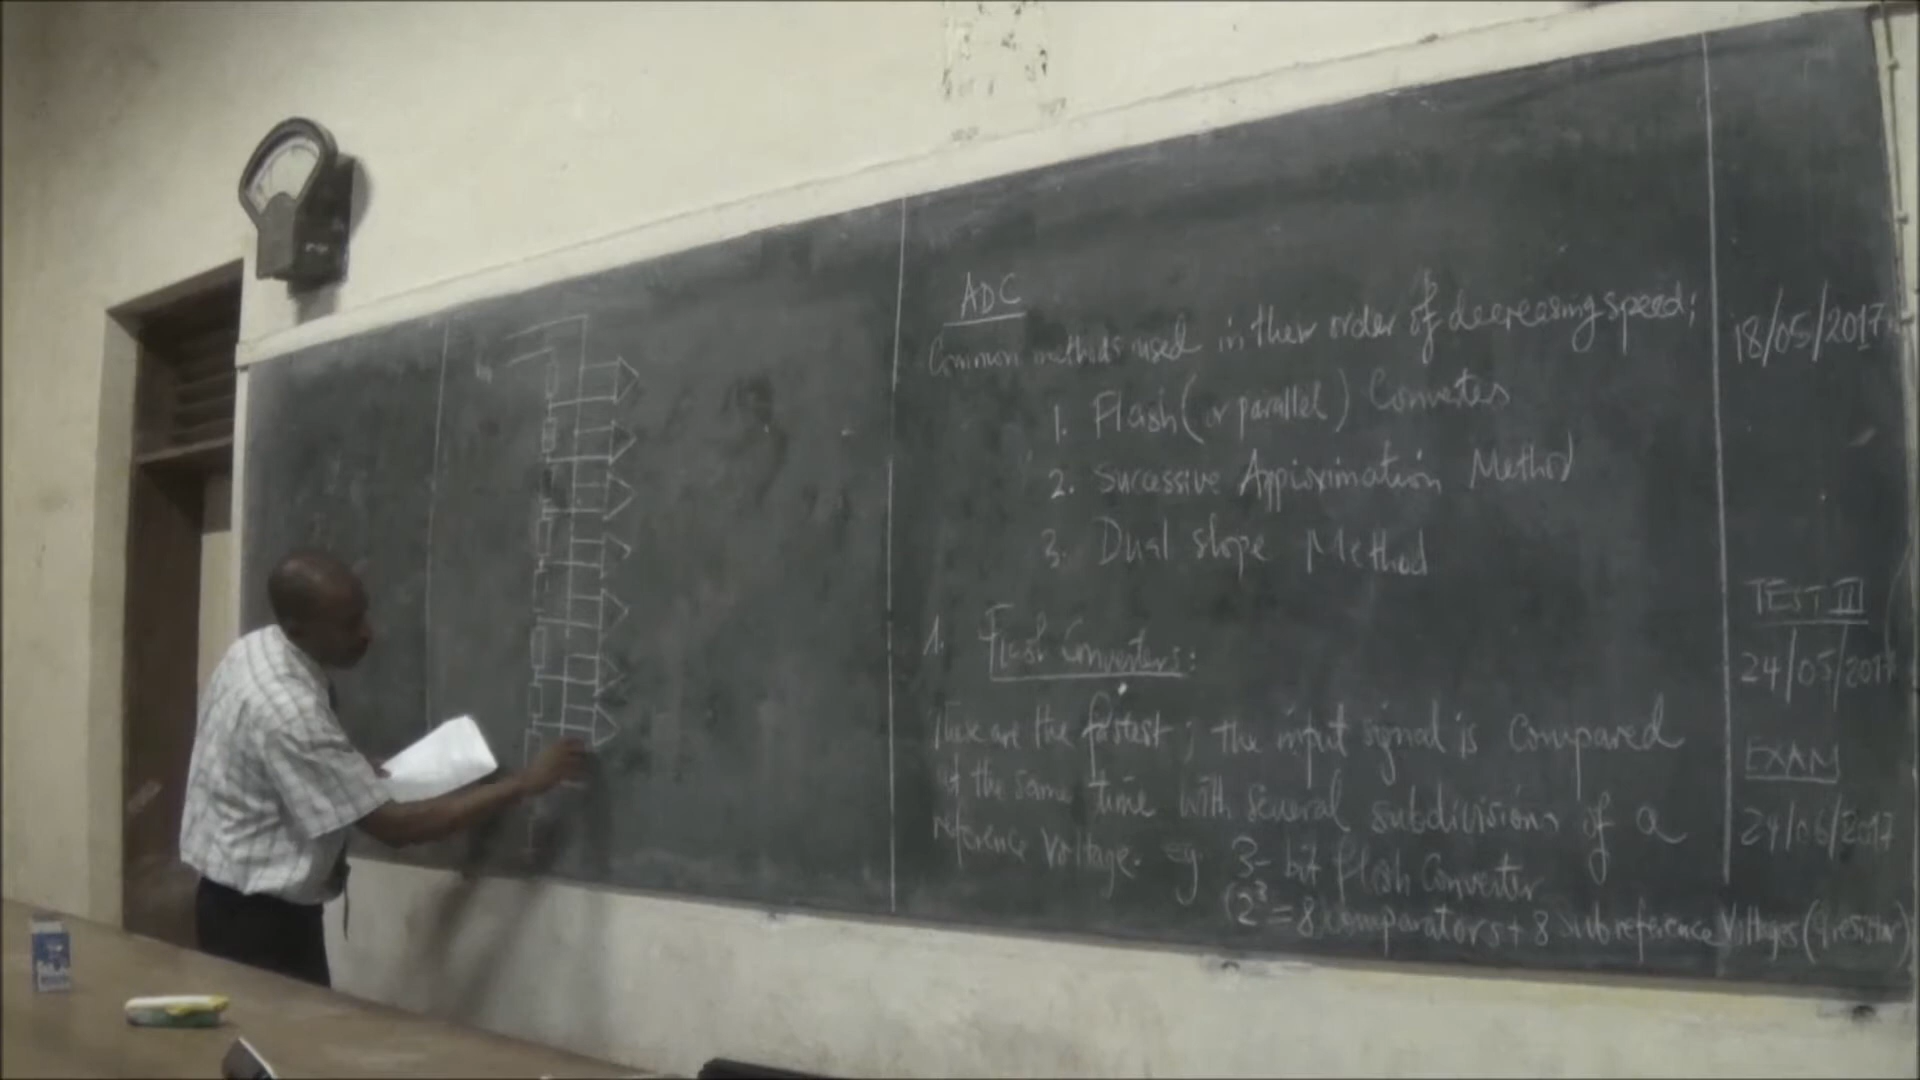 ADC
Common methods used in their order of decreasing speed;
1. Flash (or parallel) Converters
2. Successive Approximation Method
3. Dual slope Method
1. Flash Converters:
These are the fastest; the input signal is compared
at the same time with several subdivisions of a
reference voltage. eg. 3-bit flash Converter
(2³ = 8 comparators + 8 subreference voltages (9 resistor)
18/05/2017
TEST II
24/05/2017
EXAM
24/06/2017